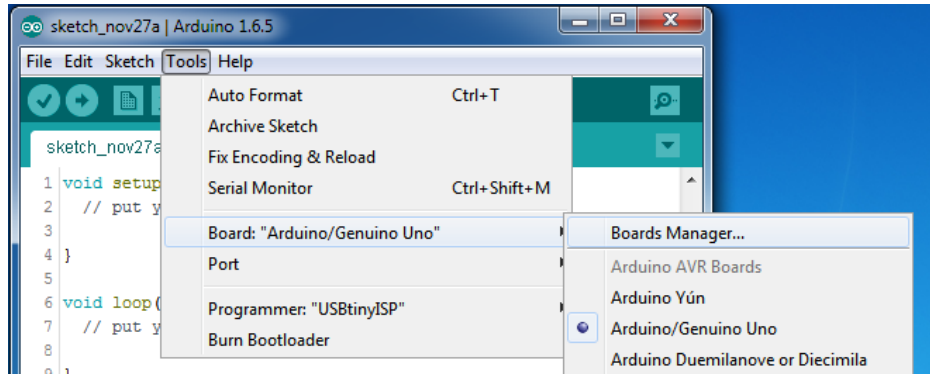 sketch_nov27a | Arduino 1.6.5
File Edit Sketch Tools Help
sketch_nov27a
Auto Format Ctrl+T
Archive Sketch
Fix Encoding & Reload
Serial Monitor Ctrl+Shift+M
Board: "Arduino/Genuino Uno"
Port
Programmer: "USBtinyISP"
Burn Bootloader
Boards Manager...
Arduino AVR Boards
Arduino Yún
Arduino/Genuino Uno
Arduino Duemilanove or Diecimila
1 void setup
2 // put y
3
4 }
5
6 void loop(
7 // put y
8
9 }